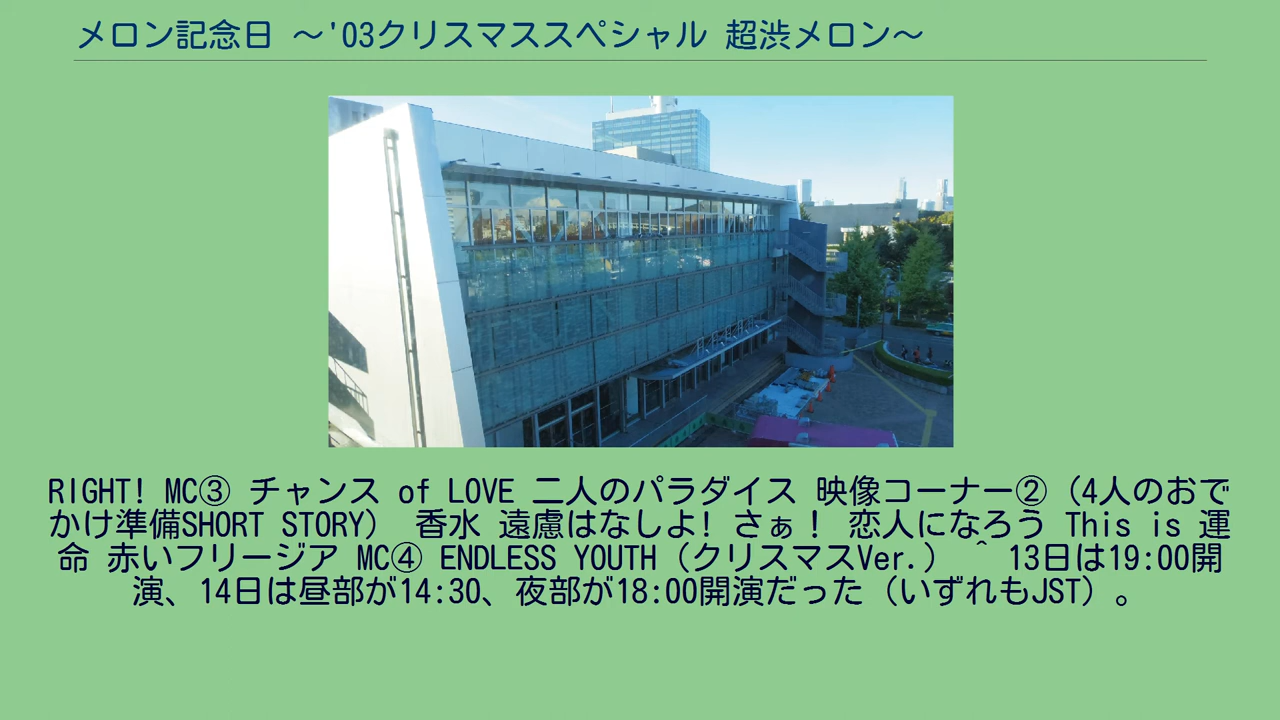 メロン記念日 〜'03クリスマススペシャル 超渋メロン〜
RIGHT! MC③ チャンス of LOVE 二人のパラダイス 映像コーナー②（4人のおで
かけ準備SHORT STORY） 香水 遠慮はなしよ! さぁ！ 恋人になろう This is 運
命 赤いフリージア MC④ ENDLESS YOUTH（クリスマスVer.） ^ 13日は19:00開
演、14日は昼部が14:30、夜部が18:00開演だった（いずれもJST）。